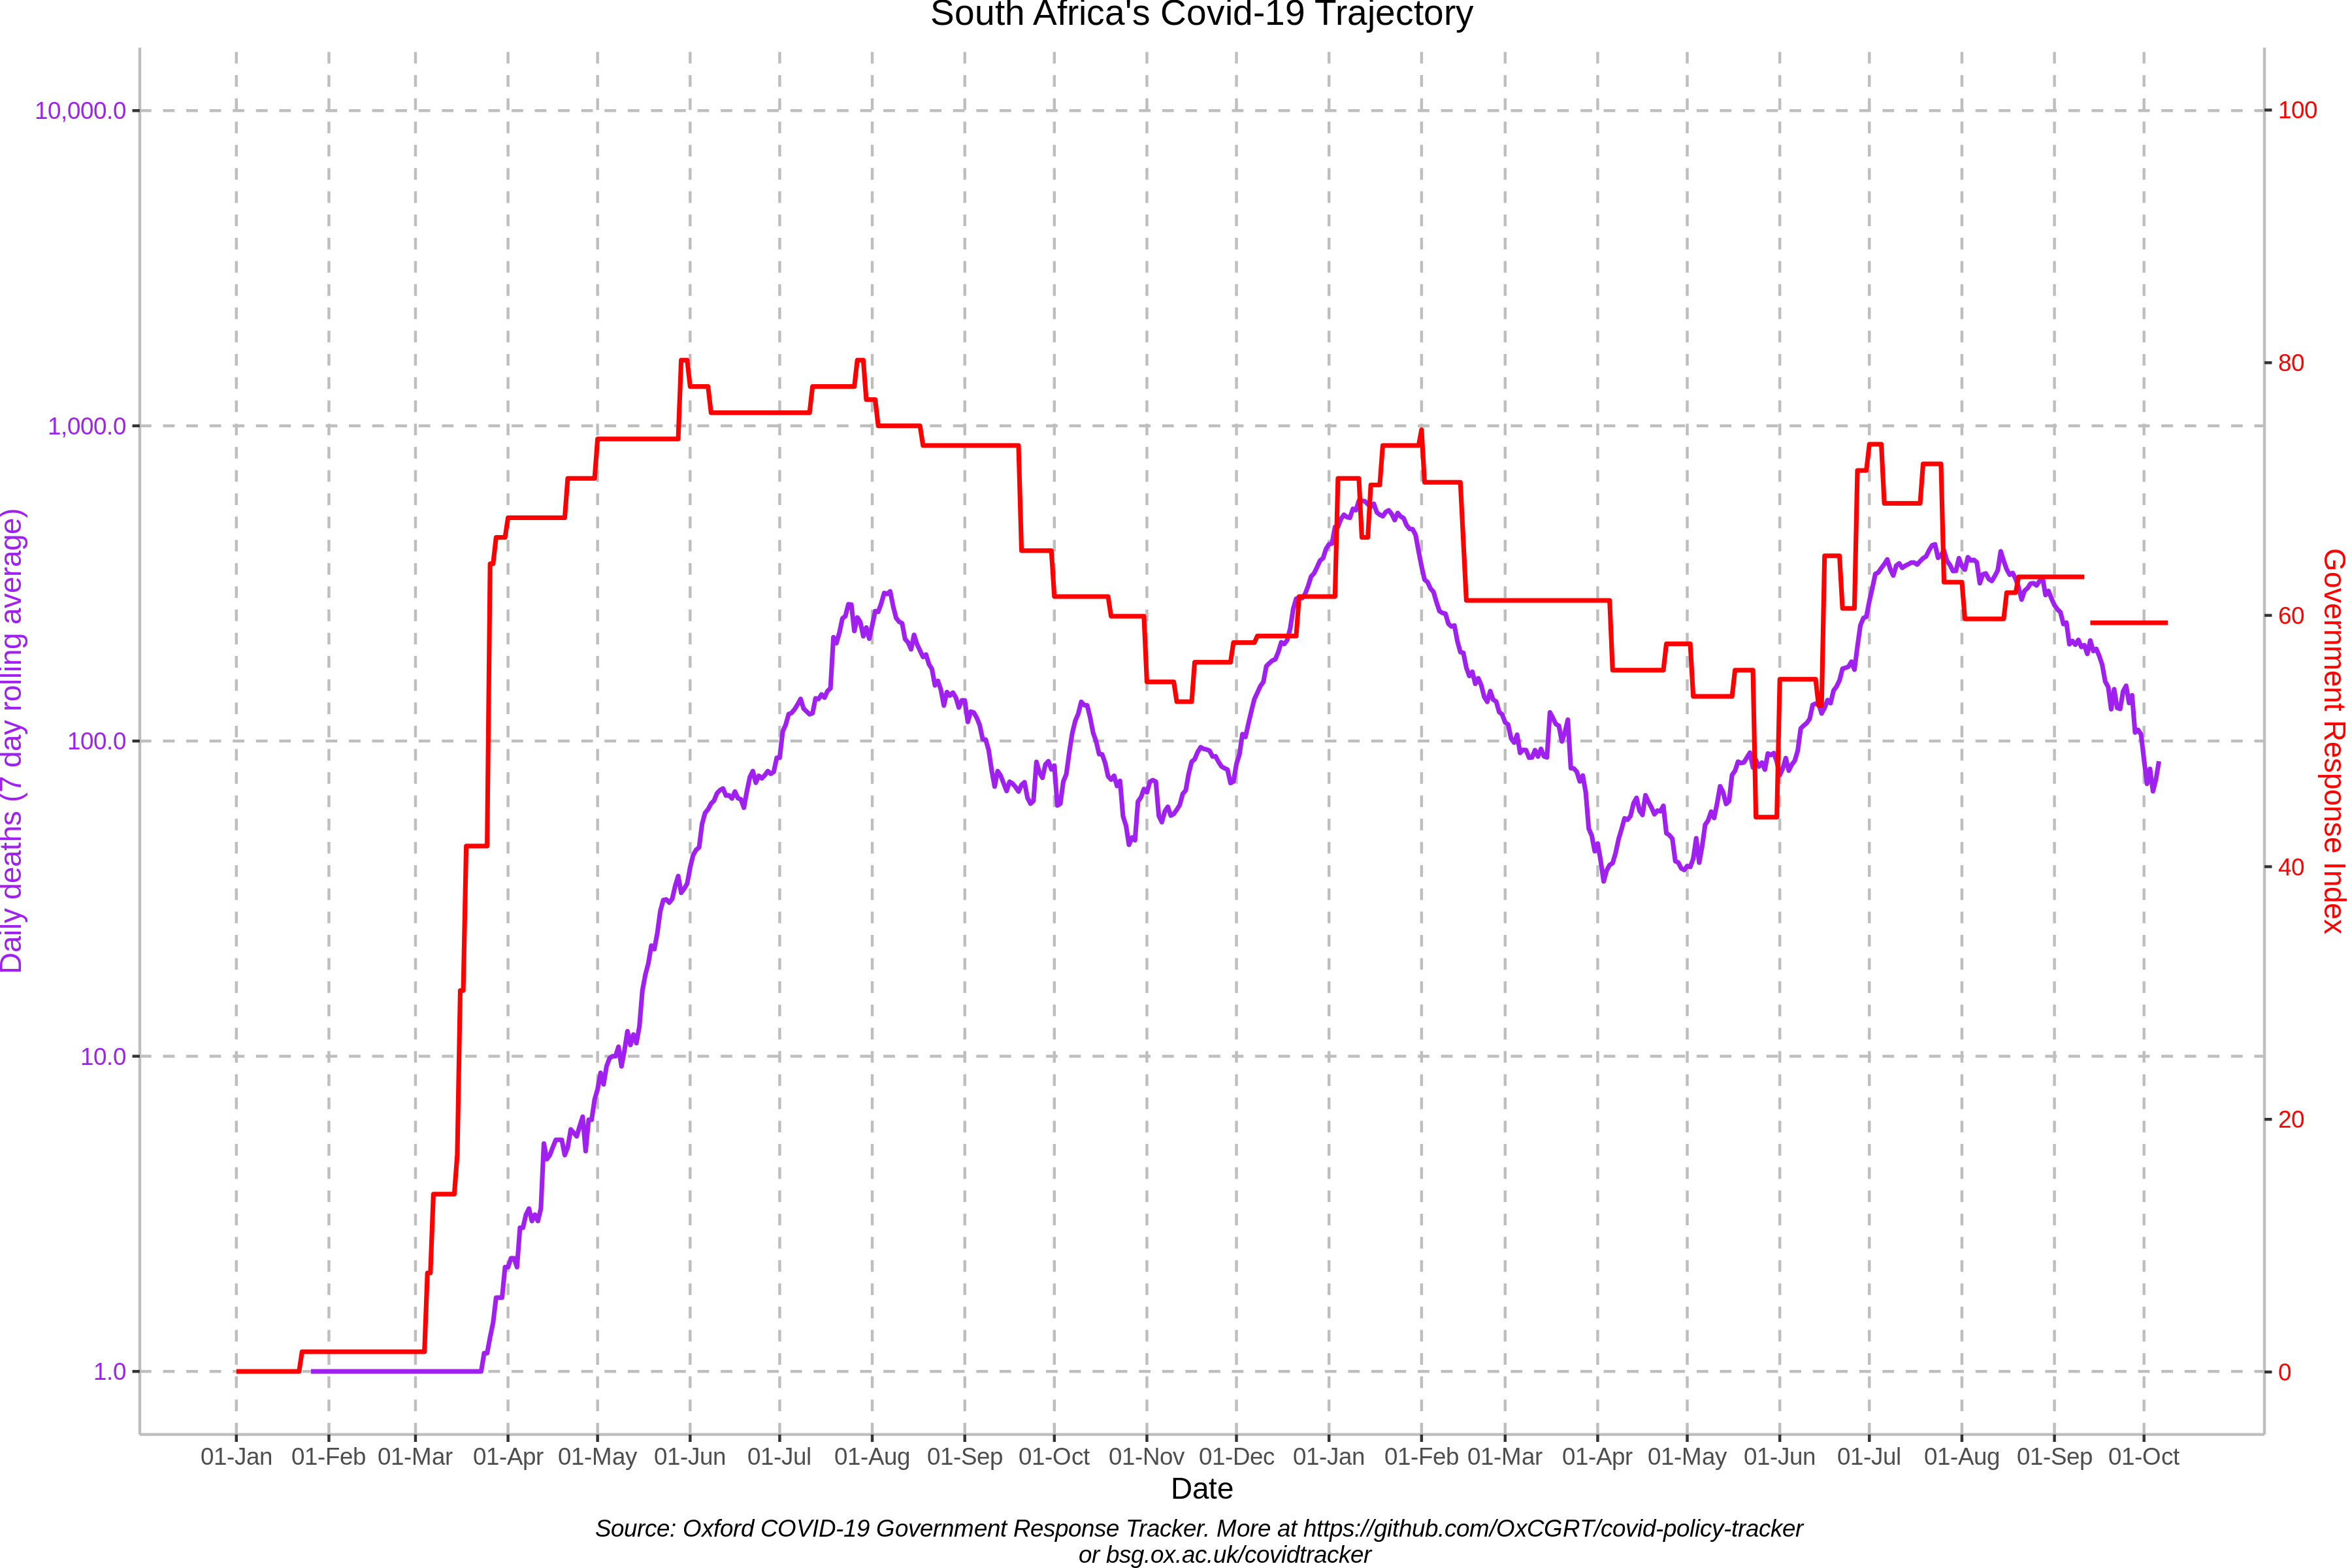 South Africa's Covid-19 Trajectory
10,000.0
1,000.0
100.0
10.0
1.0
Daily deaths (7 day rolling average)
100
80
60
40
20
0
Government Response Index
01-Jan 01-Feb 01-Mar 01-Apr 01-May 01-Jun 01-Jul 01-Aug 01-Sep 01-Oct 01-Nov 01-Dec 01-Jan 01-Feb 01-Mar 01-Apr 01-May 01-Jun 01-Jul 01-Aug 01-Sep 01-Oct
Date
Source: Oxford COVID-19 Government Response Tracker. More at https://github.com/OxCGRT/covid-policy-tracker
or bsg.ox.ac.uk/covidtracker